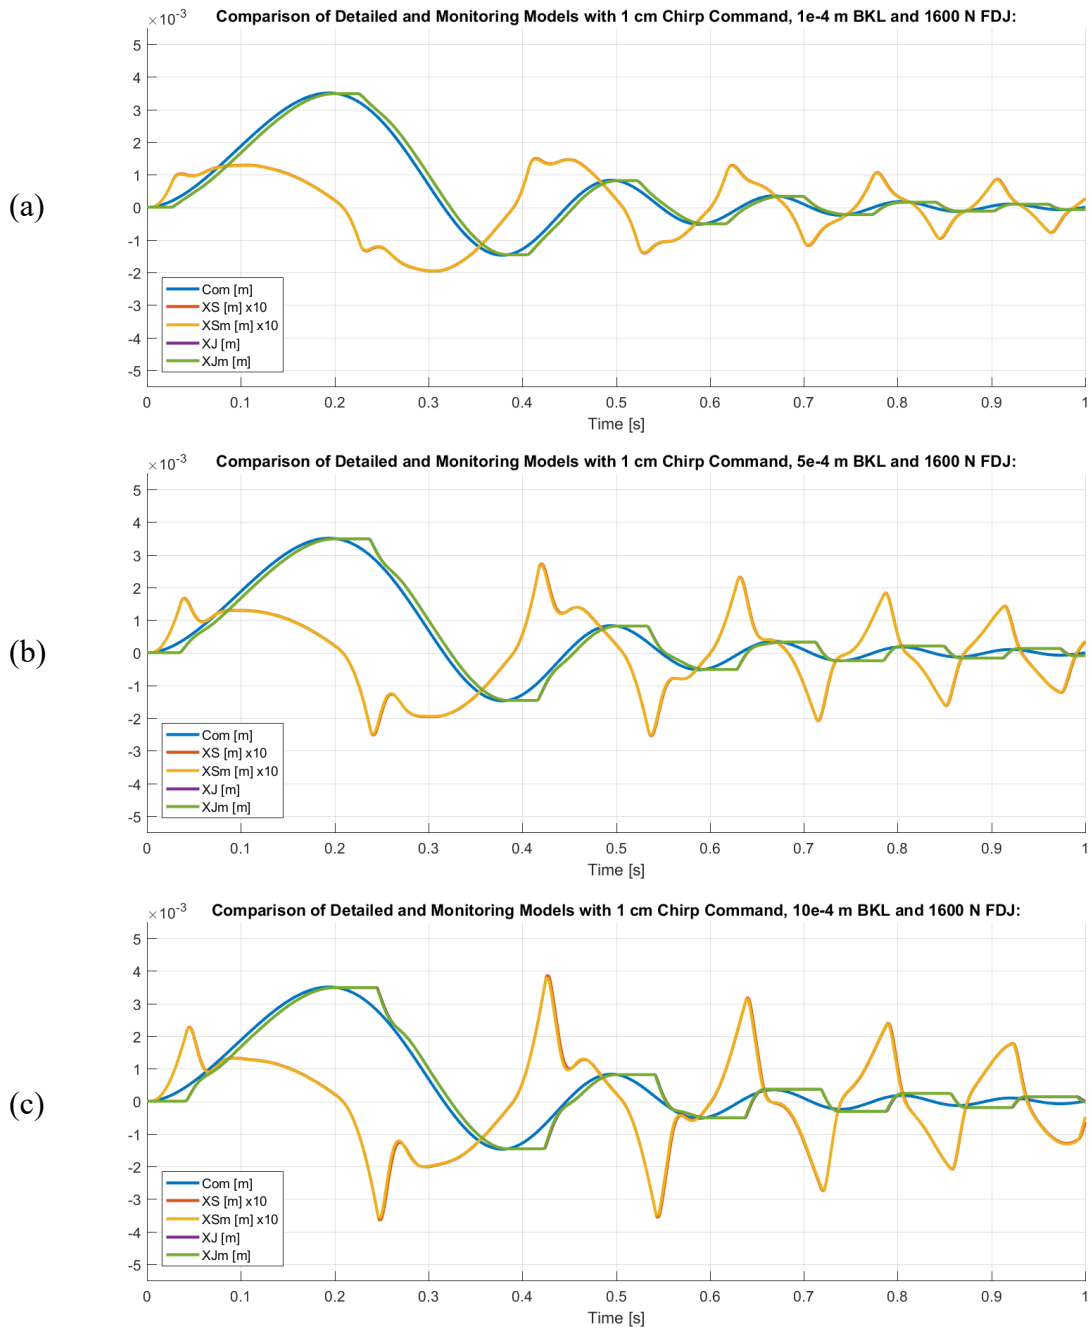 Comparison of Detailed and Monitoring Models with 1 cm Chirp Command, 1e-4 m BKL and 1600 N FDJ:
×10⁻³
5
4
3
2
1
(a)
0
-1
-2
-3
-4
-5
Com [m]
XS [m] x10
XSm [m] x10
XJ [m]
XJm [m]
0 0.1 0.2 0.3 0.4 0.5 0.6 0.7 0.8 0.9 1
Time [s]
Comparison of Detailed and Monitoring Models with 1 cm Chirp Command, 5e-4 m BKL and 1600 N FDJ:
×10⁻³
5
4
3
2
1
(b)
0
-1
-2
-3
-4
-5
Com [m]
XS [m] x10
XSm [m] x10
XJ [m]
XJm [m]
0 0.1 0.2 0.3 0.4 0.5 0.6 0.7 0.8 0.9 1
Time [s]
Comparison of Detailed and Monitoring Models with 1 cm Chirp Command, 10e-4 m BKL and 1600 N FDJ:
×10⁻³
5
4
3
2
1
(c)
0
-1
-2
-3
-4
-5
Com [m]
XS [m] x10
XSm [m] x10
XJ [m]
XJm [m]
0 0.1 0.2 0.3 0.4 0.5 0.6 0.7 0.8 0.9 1
Time [s]